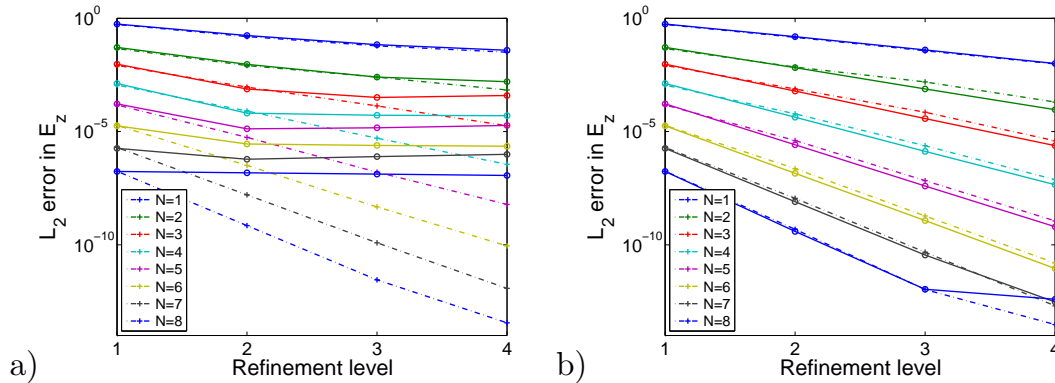 10^0
10^-5
10^-10
L_2 error in E_z
N=1
N=2
N=3
N=4
N=5
N=6
N=7
N=8
1 2 3 4
Refinement level
a)
10^0
10^-5
10^-10
L_2 error in E_z
N=1
N=2
N=3
N=4
N=5
N=6
N=7
N=8
1 2 3 4
Refinement level
b)